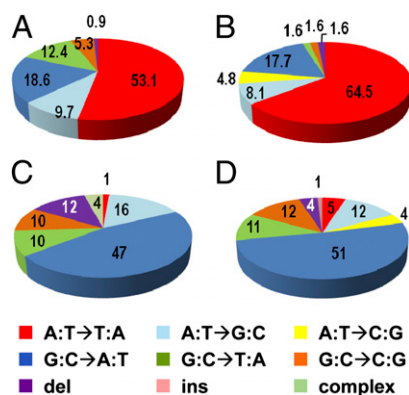 A
0.9
5.3
12.4
18.6
53.1
9.7
B
1.6 1.6 1.6
17.7
4.8
8.1
64.5
C
1
12 4
16
10
10
47
D
1
4 5
12 12
4
11
51
A:T→T:A A:T→G:C A:T→C:G
G:C→A:T G:C→T:A G:C→C:G
del ins complex